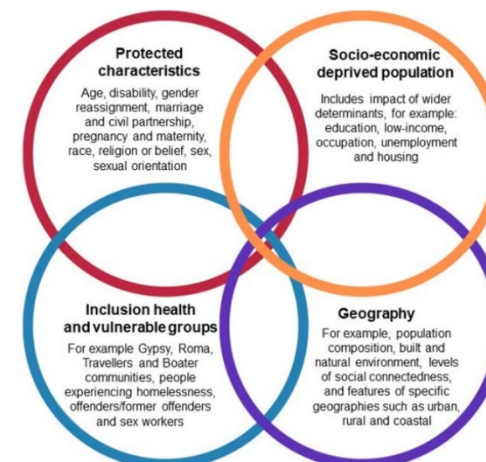 Protected
characteristics
Age, disability, gender
reassignment, marriage
and civil partnership,
pregnancy and maternity,
race, religion or belief, sex,
sexual orientation
Socio-economic
deprived population
Includes impact of wider
determinants, for example:
education, low-income,
occupation, unemployment
and housing
Inclusion health
and vulnerable groups
For example Gypsy, Roma,
Travellers and Boater
communities, people
experiencing homelessness,
offenders/former offenders
and sex workers
Geography
For example, population
composition, built and
natural environment, levels
of social connectedness,
and features of specific
geographies such as urban,
rural and coastal